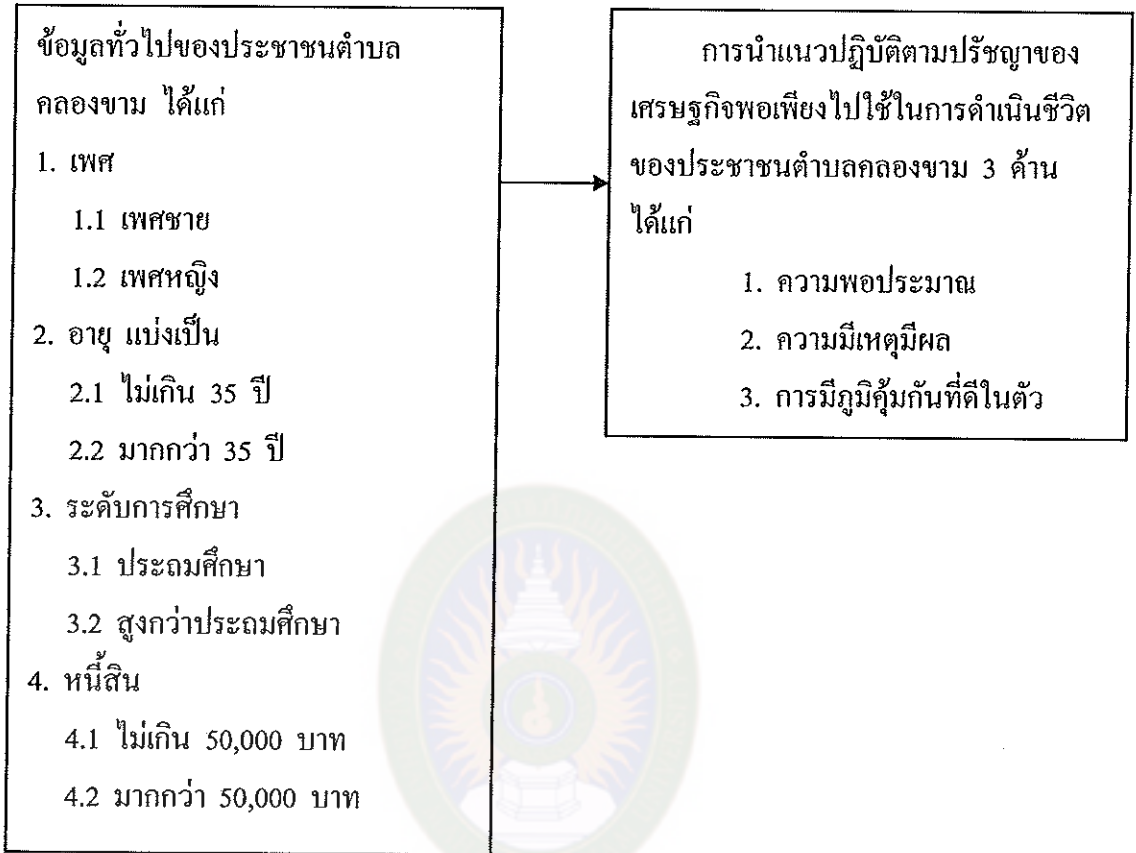 ข้อมูลทั่วไปของประชาชนตำบล
คลองขาม ได้แก่
1. เพศ
1.1 เพศชาย
1.2 เพศหญิง
2. อายุ แบ่งเป็น
2.1 ไม่เกิน 35 ปี
2.2 มากกว่า 35 ปี
3. ระดับการศึกษา
3.1 ประถมศึกษา
3.2 สูงกว่าประถมศึกษา
4. หนี้สิน
4.1 ไม่เกิน 50,000 บาท
4.2 มากกว่า 50,000 บาท
การนำแนวปฏิบัติตามปรัชญาของ
เศรษฐกิจพอเพียงไปใช้ในการดำเนินชีวิต
ของประชาชนตำบลคลองขาม 3 ด้าน
ได้แก่
1. ความพอประมาณ
2. ความมีเหตุมีผล
3. การมีภูมิคุ้มกันที่ดีในตัว